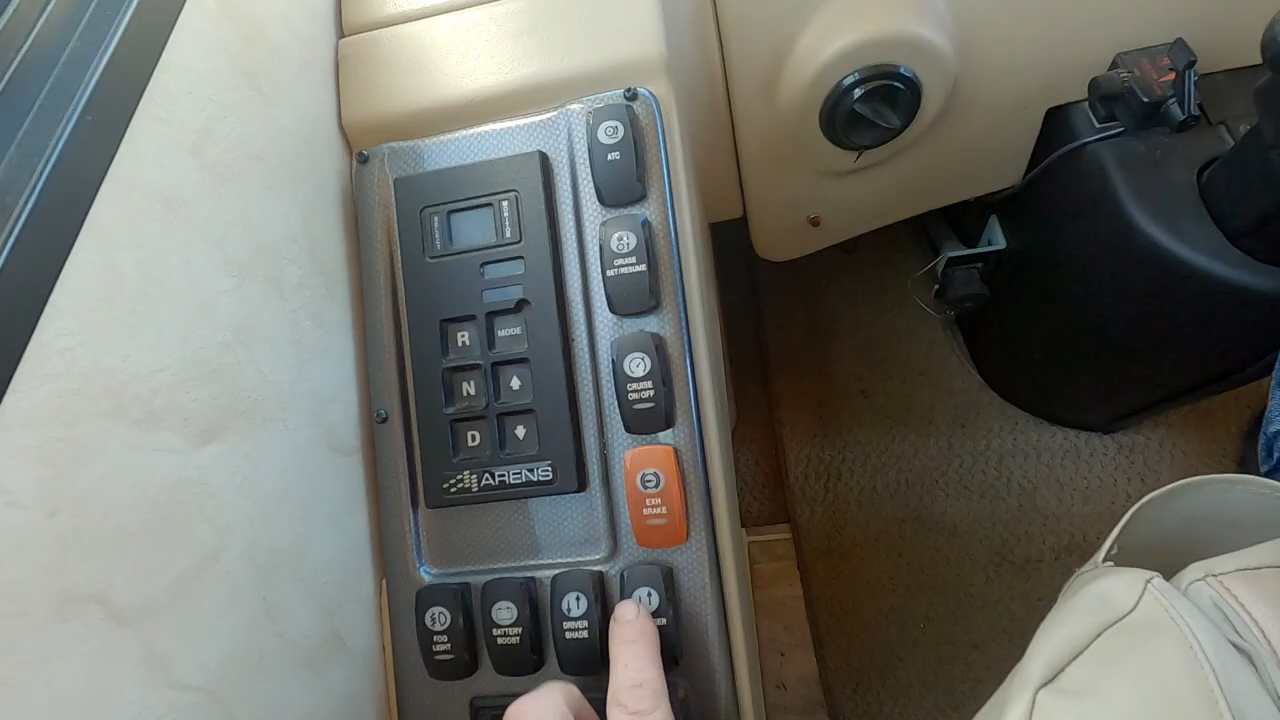 ATC
CRUISE
SET/RESUME
R
MODE
N
D
CRUISE
ON/OFF
ARENS
EXH
BRAKE
FOG
LIGHT
BATTERY
BOOST
DRIVER
SHADE